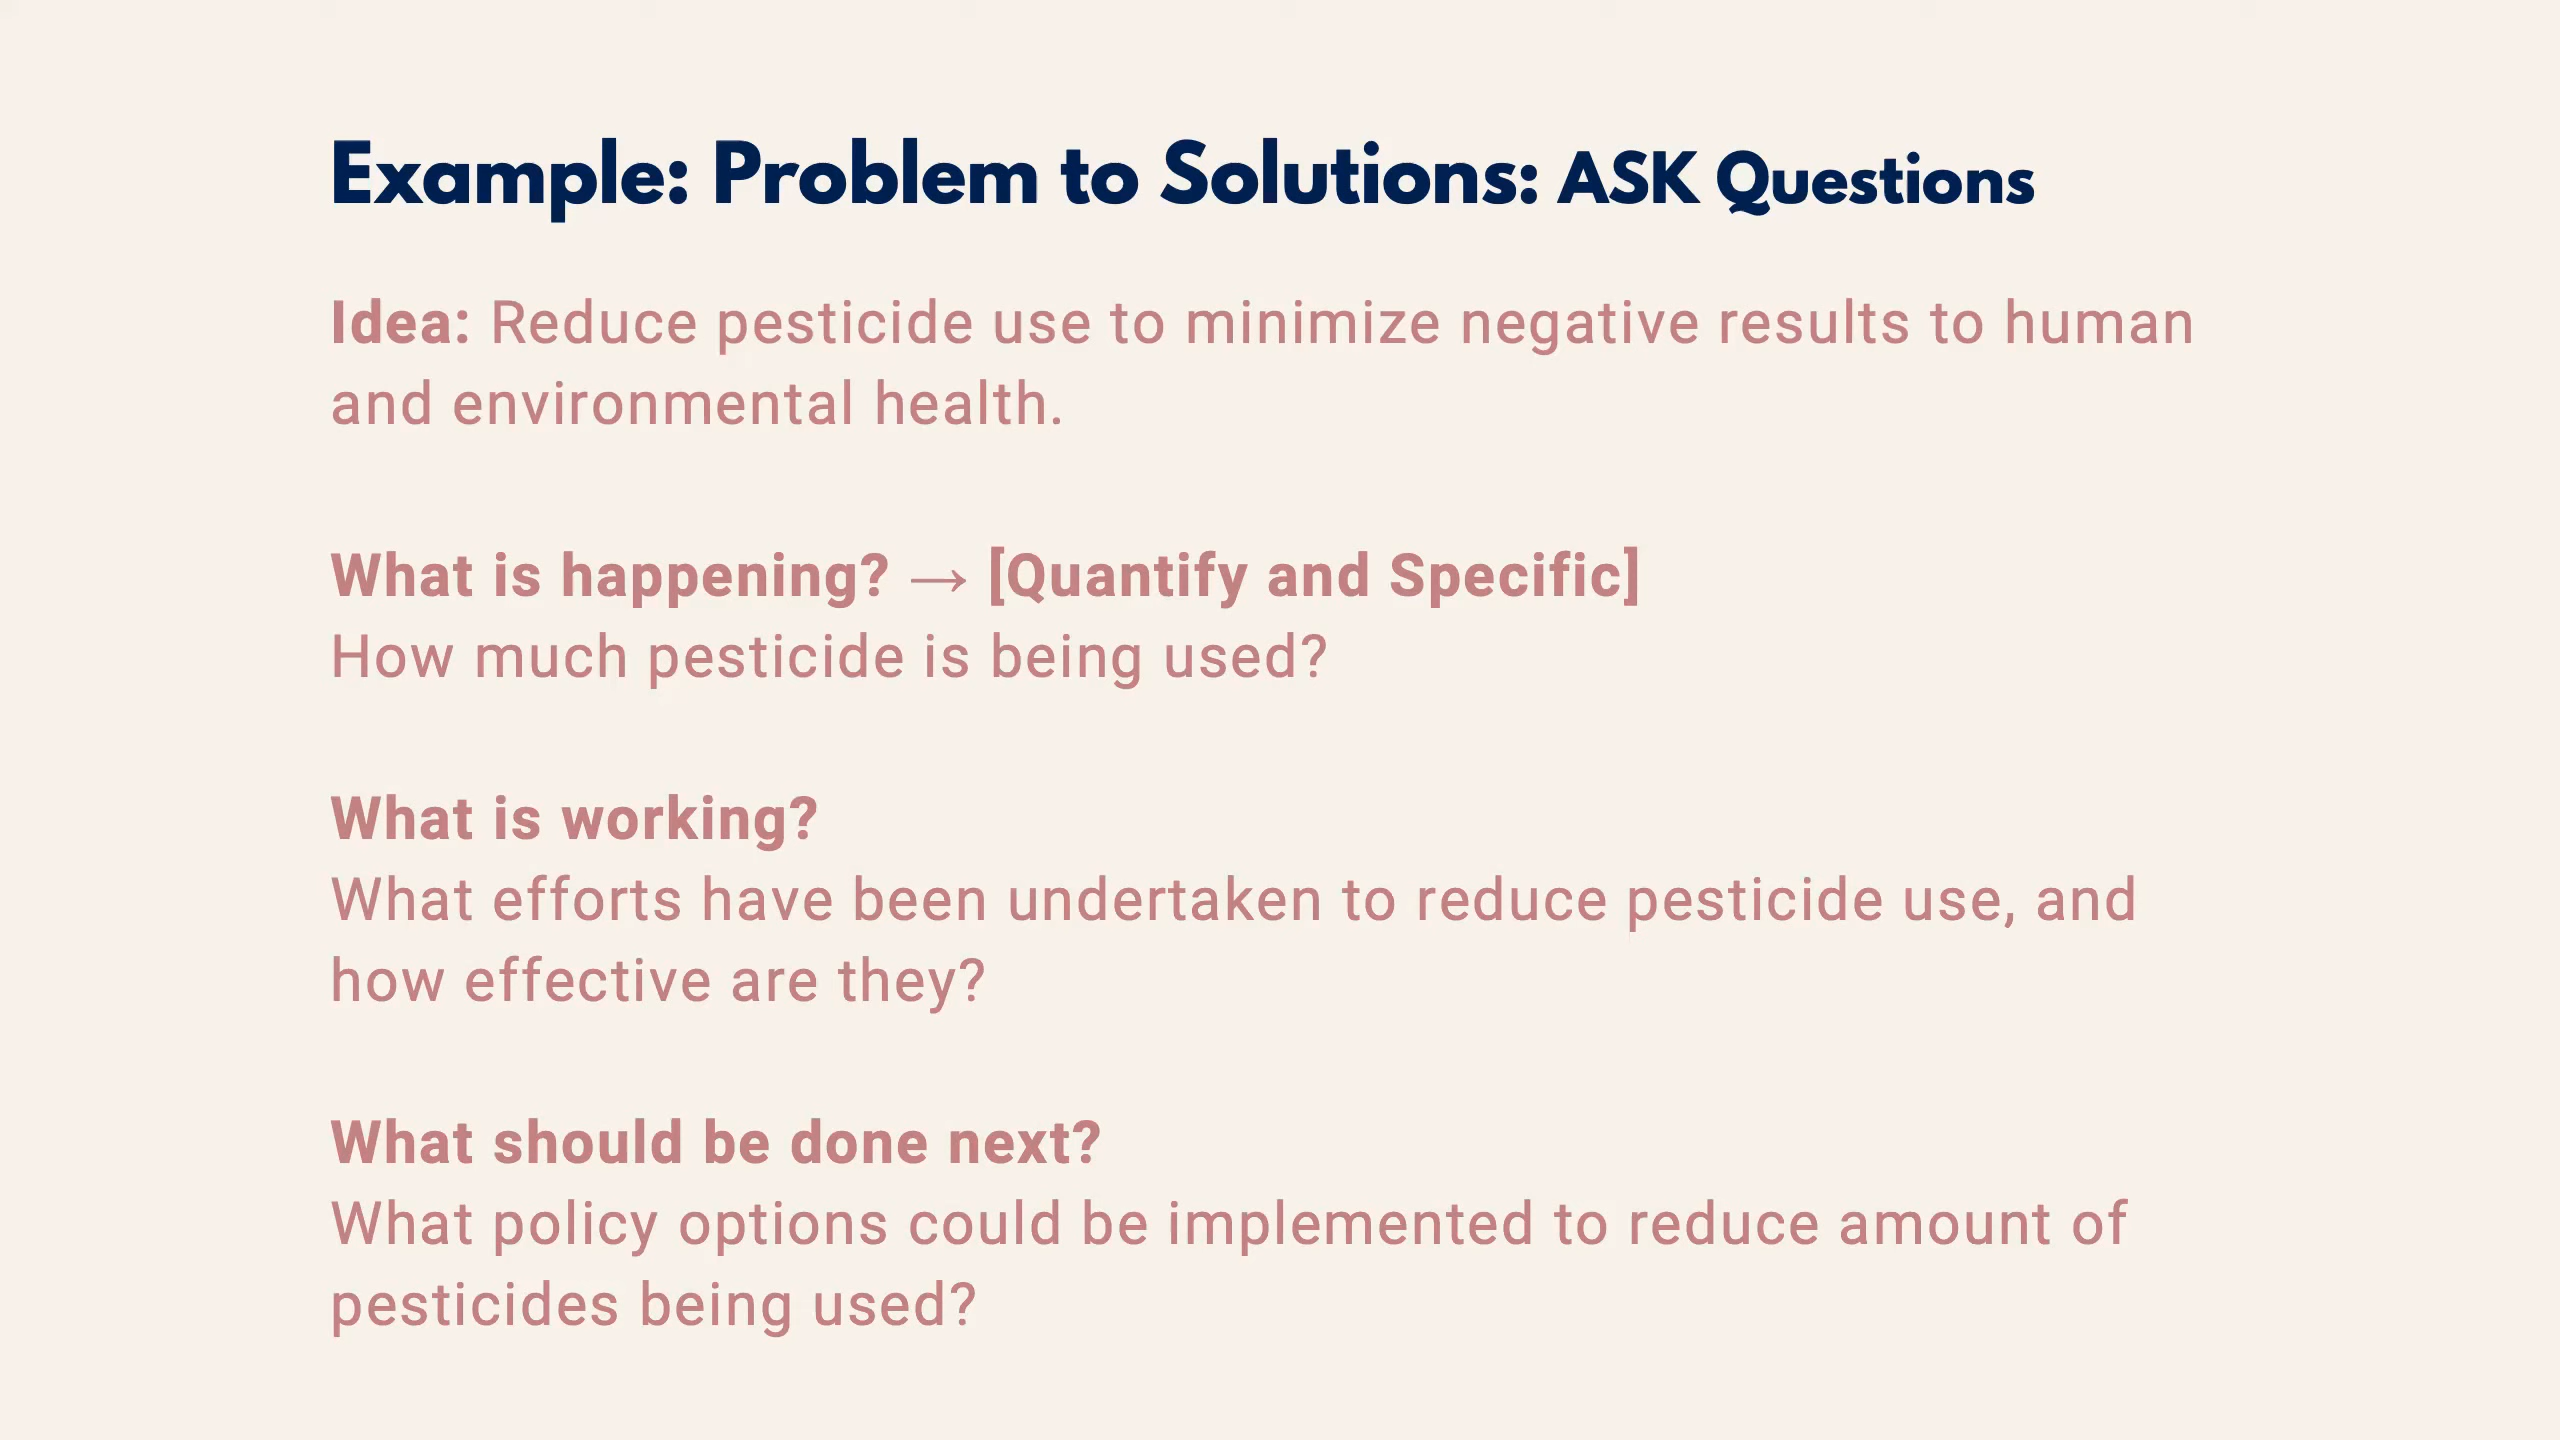 Example: Problem to Solutions: ASK Questions
Idea: Reduce pesticide use to minimize negative results to human
and environmental health.
What is happening? → [Quantify and Specific]
How much pesticide is being used?
What is working?
What efforts have been undertaken to reduce pesticide use, and
how effective are they?
What should be done next?
What policy options could be implemented to reduce amount of
pesticides being used?